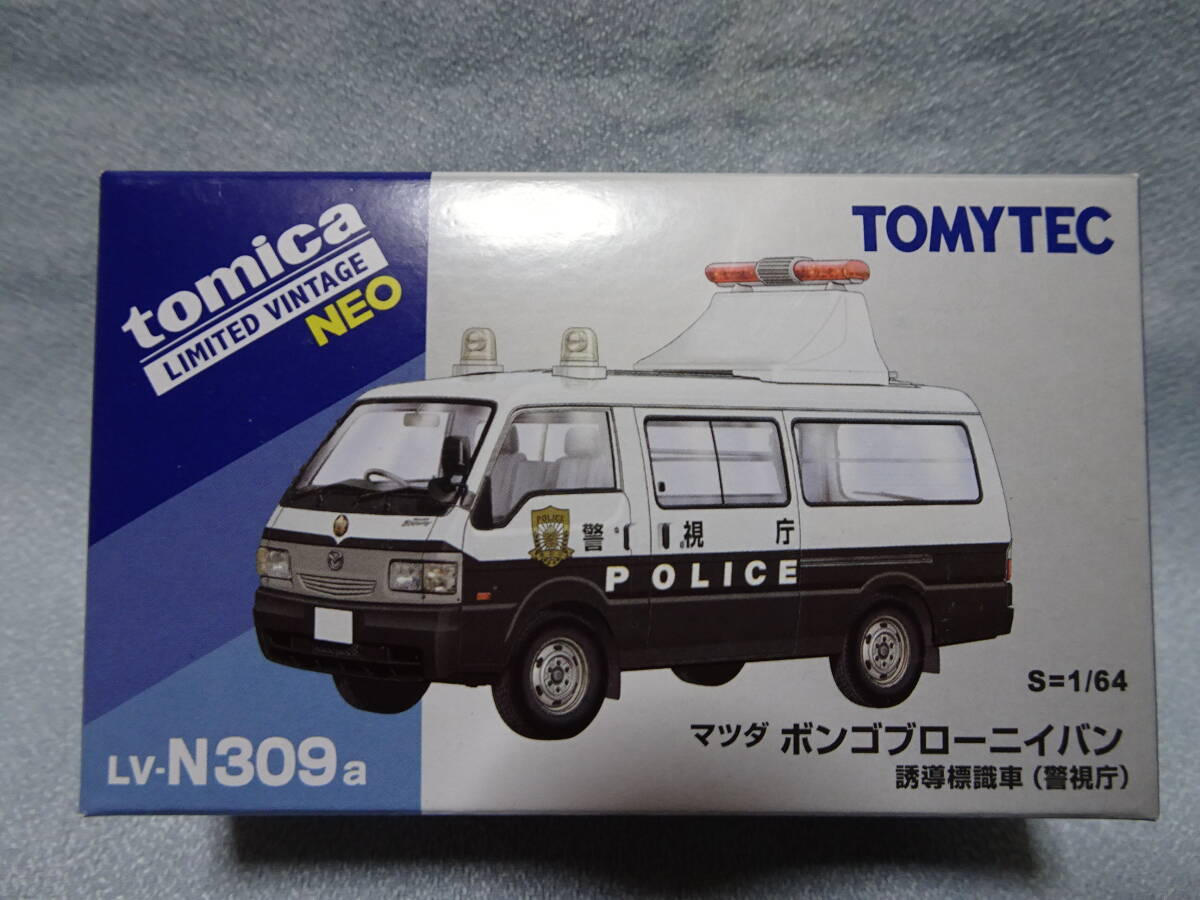 tomica
LIMITED VINTAGE
NEO
TOMYTEC
POLICE
警視庁
POLICE
S=1/64
マツダ ボンゴブローニイバン
誘導標識車（警視庁）
LV-N309a